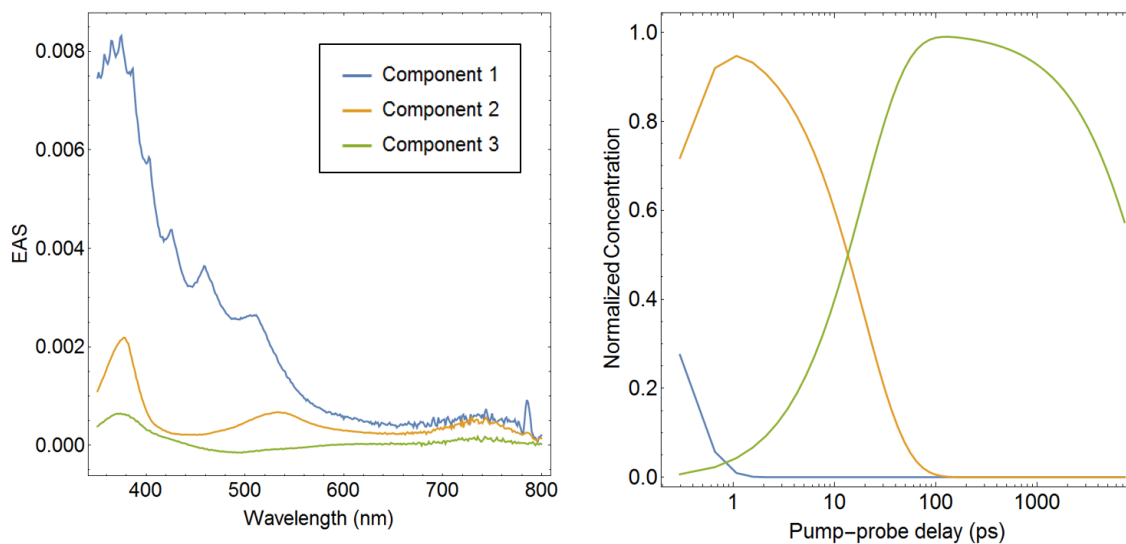 0.008
0.006
0.004
0.002
0.000
EAS
400
500
600
700
800
Wavelength (nm)
Component 1
Component 2
Component 3
1.0
0.8
0.6
0.4
0.2
0.0
Normalized Concentration
1
10
100
1000
Pump−probe delay (ps)